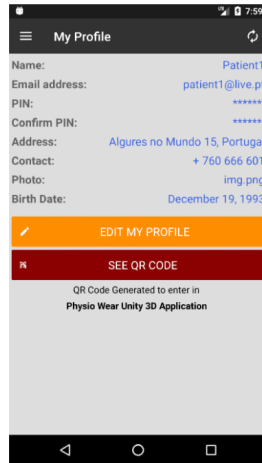 7:59
My Profile
Name: Patient1
Email address: patient1@live.p
PIN: ******
Confirm PIN: ******
Address: Algures no Mundo 15, Portuga
Contact: + 760 666 601
Photo: img.png
Birth Date: December 19, 1993
EDIT MY PROFILE
SEE QR CODE
QR Code Generated to enter in
Physio Wear Unity 3D Application